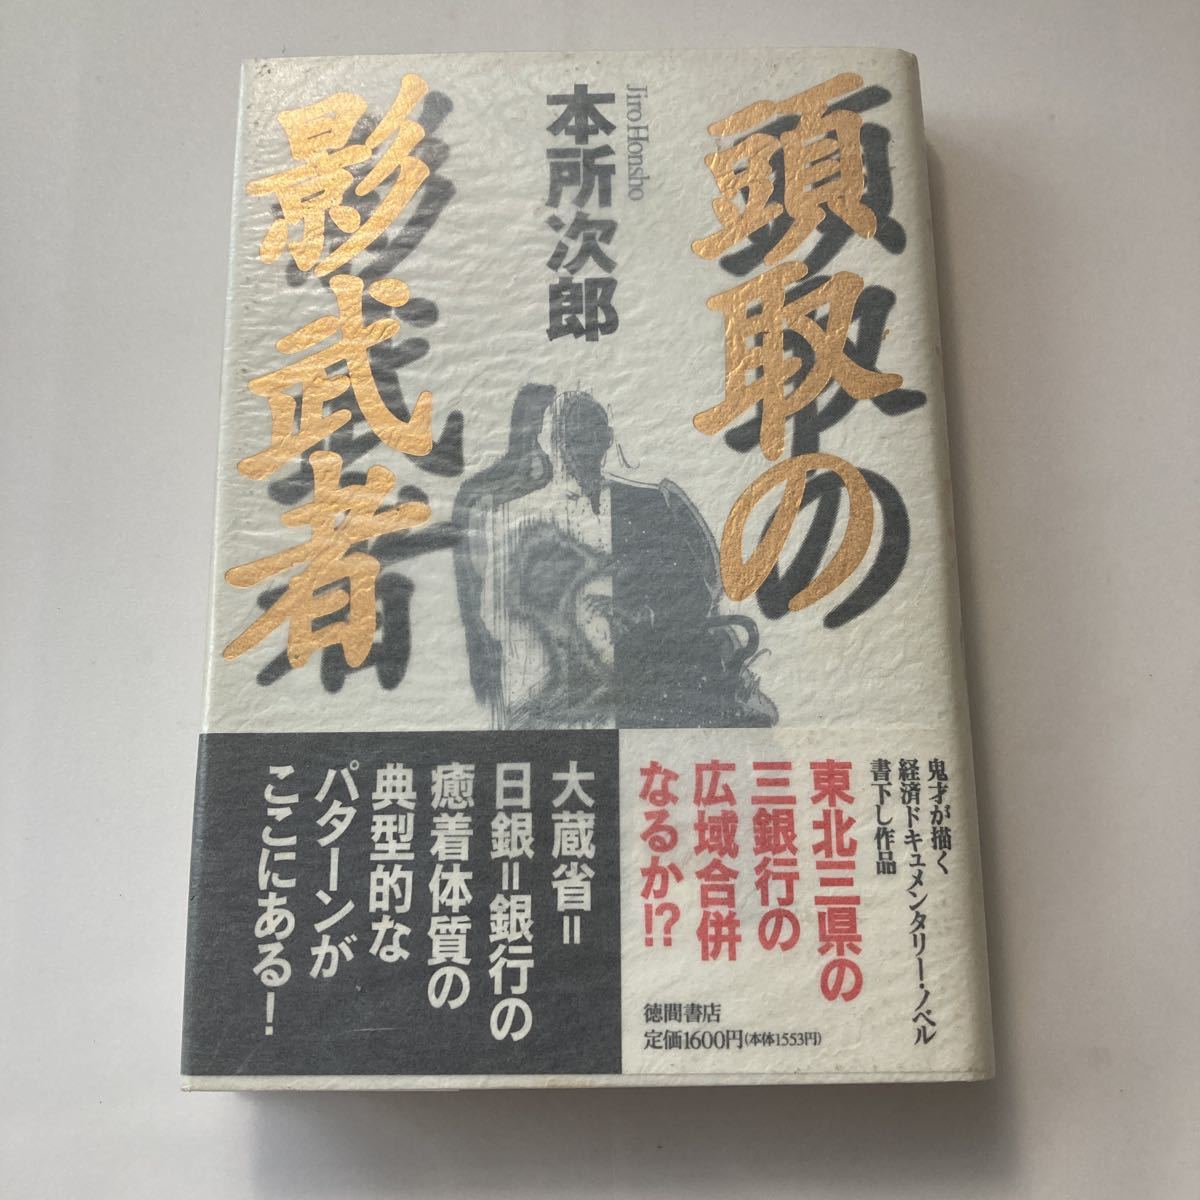 頭取の
影武者
Jiro Honsho
本所次郎
鬼才が描く
経済ドキュメンタリー・ノベル
書下し作品
東北三県の
三銀行の
広域合併
なるか!?
徳間書店
定価1600円(本体1553円)
大蔵省=
日銀=銀行の
癒着体質の
典型的な
パターンが
ここにある!